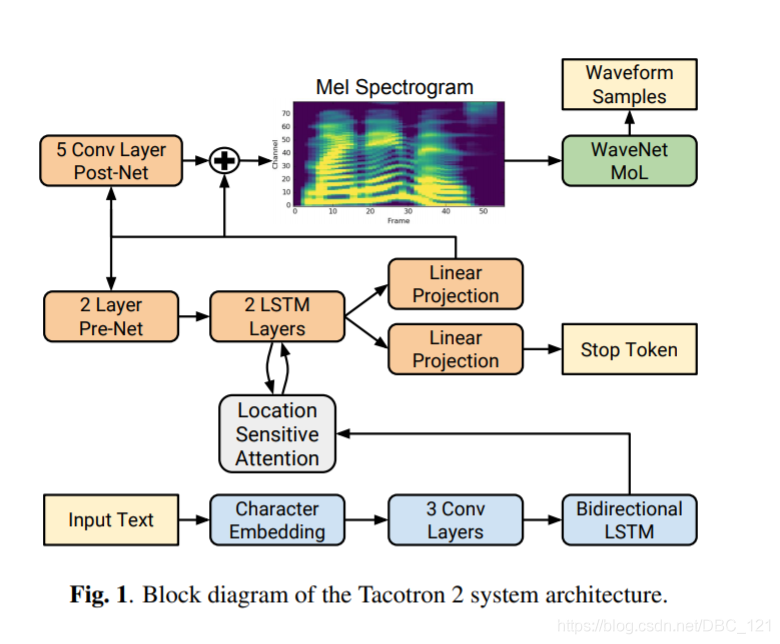 Mel Spectrogram
Waveform
Samples
5 Conv Layer
Post-Net
WaveNet
MoL
Channel
70
60
50
40
30
20
10
0
0 10 20 30 40 50
Frame
2 Layer
Pre-Net
2 LSTM
Layers
Linear
Projection
Linear
Projection
Stop Token
Location
Sensitive
Attention
Input Text
Character
Embedding
3 Conv
Layers
Bidirectional
LSTM
Fig. 1. Block diagram of the Tacotron 2 system architecture.
https://blog.csdn.net/DBC_121